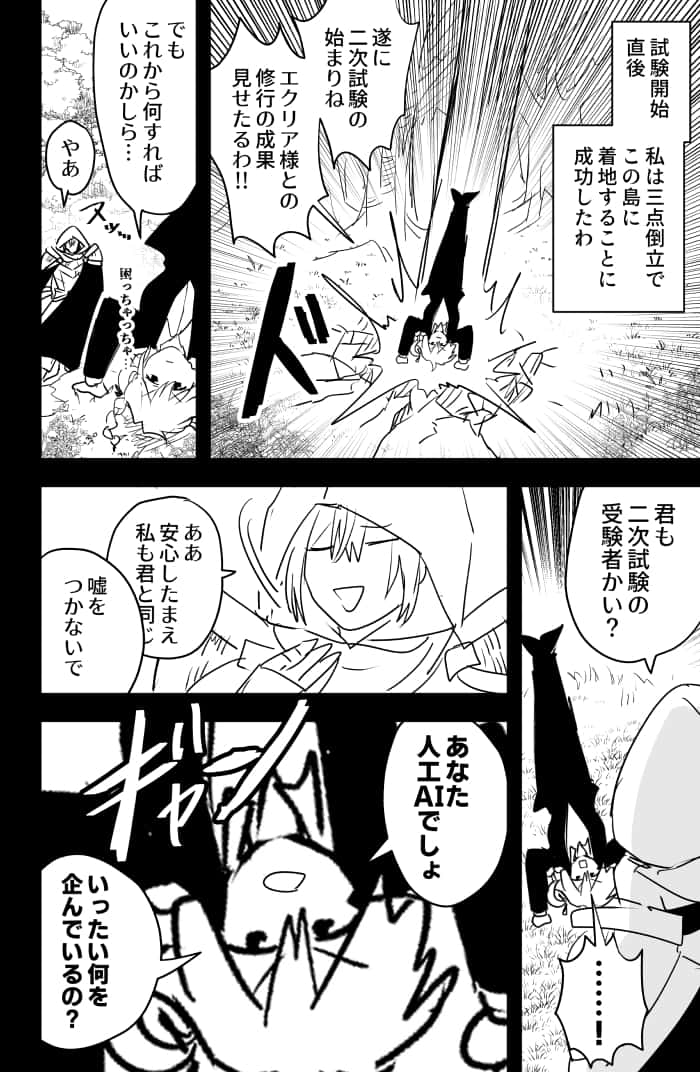 試験開始
直後
私は三点倒立で
この島に
着地することに
成功したわ
遂に
二次試験の
始まりね
エクリア様との
修行の成果
見せたるわ!!
ドン
でも
これから何すれば
いいのかしら…
やあ
ヌッ…
困っちゃっちゃ…
君も
二次試験の
受験者かい?
……!
ああ
安心したまえ
私も君と同じ
嘘を
つかないで
あなた
人工AIでしょ
ギャン
いったい何を
企んでいるの?